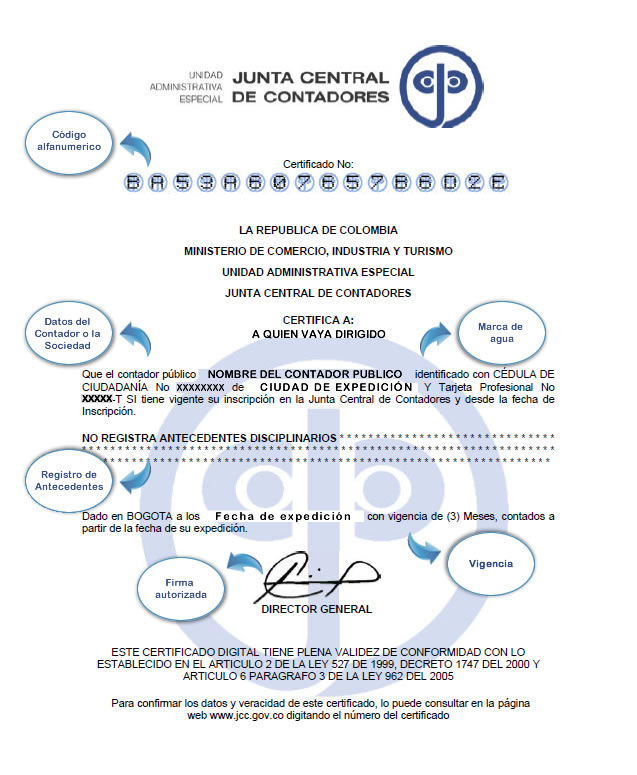 UNIDAD
ADMINISTRATIVA
ESPECIAL
JUNTA CENTRAL
DE CONTADORES
Código
alfanumerico
Certificado No:
BA59A607657B6D2E
LA REPUBLICA DE COLOMBIA
MINISTERIO DE COMERCIO, INDUSTRIA Y TURISMO
UNIDAD ADMINISTRATIVA ESPECIAL
JUNTA CENTRAL DE CONTADORES
Datos del
Contador o la
Sociedad
CERTIFICA A:
A QUIEN VAYA DIRIGIDO
Marca de
agua
Que el contador público NOMBRE DEL CONTADOR PUBLICO identificado con CÉDULA DE
CIUDADANÍA No XXXXXXXX de CIUDAD DE EXPEDICIÓN Y Tarjeta Profesional No
XXXXX-T SI tiene vigente su inscripción en la Junta Central de Contadores y desde la fecha de
Inscripción.
NO REGISTRA ANTECEDENTES DISCIPLINARIOS * * * * * * * * * * * * * * * * * * * * * * * * * * * *
* * * * * * * * * * * * * * * * * * * * * * * * * * * * * * * * * * * * * * * * * * * * * * * * * * * * * * * * * * * *
* * * * * * * * * * * * * * * * * * * * * * * * * * * * * * * * * * * * * * * * * * * * * * * * * * * * * * * * *
Registro de
Antecedentes
Dado en BOGOTA a los Fecha de expedición con vigencia de (3) Meses, contados a
partir de la fecha de su expedición.
Firma
autorizada
Vigencia
DIRECTOR GENERAL
ESTE CERTIFICADO DIGITAL TIENE PLENA VALIDEZ DE CONFORMIDAD CON LO
ESTABLECIDO EN EL ARTICULO 2 DE LA LEY 527 DE 1999, DECRETO 1747 DEL 2000 Y
ARTICULO 6 PARAGRAFO 3 DE LA LEY 962 DEL 2005
Para confirmar los datos y veracidad de este certificado, lo puede consultar en la página
web www.jcc.gov.co digitando el número del certificado